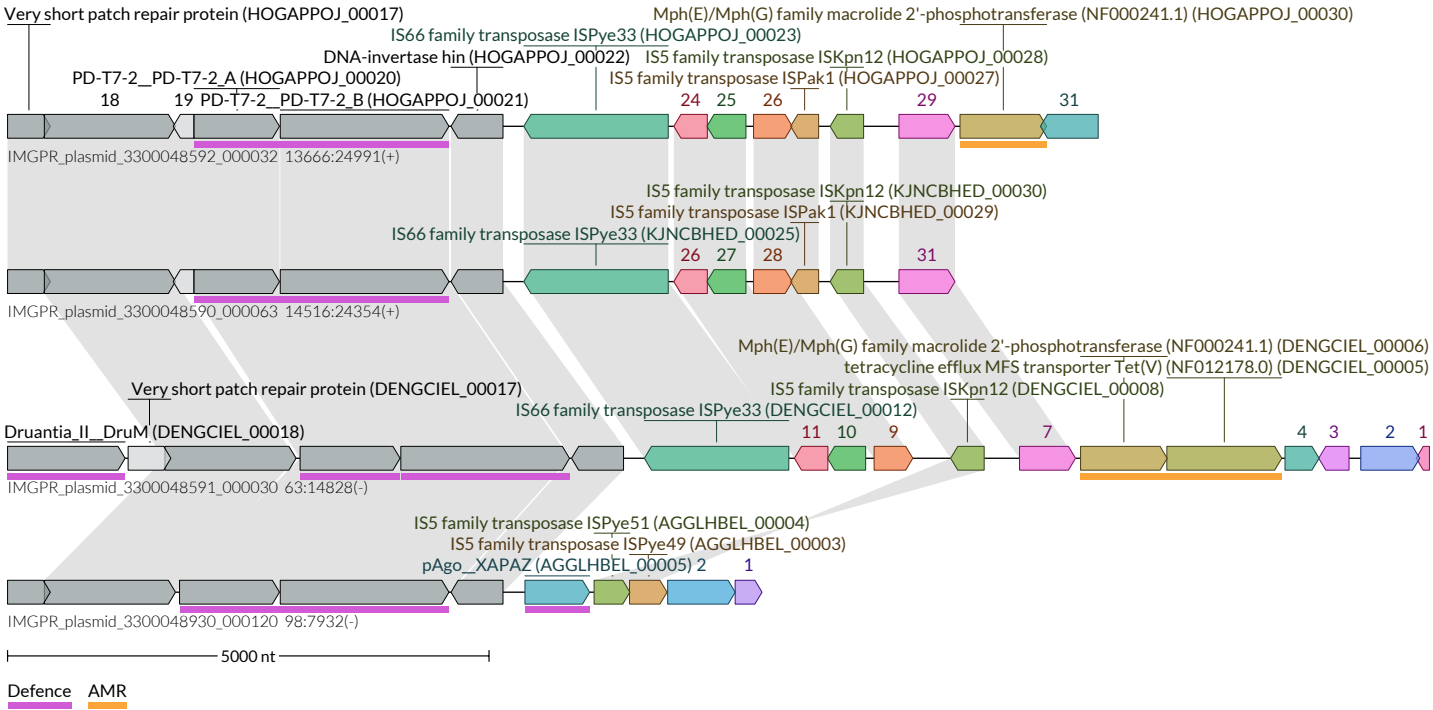 Very short patch repair protein (HOGAPPOJ_00017)
Mph(E)/Mph(G) family macrolide 2'-phosphotransferase (NF000241.1) (HOGAPPOJ_00030)
IS66 family transposase ISPye33 (HOGAPPOJ_00023)
DNA-invertase hin (HOGAPPOJ_00022)
IS5 family transposase ISKpn12 (HOGAPPOJ_00028)
PD-T7-2__PD-T7-2_A (HOGAPPOJ_00020)
IS5 family transposase ISPak1 (HOGAPPOJ_00027)
18 19 PD-T7-2__PD-T7-2_B (HOGAPPOJ_00021) 24 25 26 29 31
IMGPR_plasmid_3300048592_000032 13666:24991(+)
IS5 family transposase ISKpn12 (KJNCBHED_00030)
IS5 family transposase ISPak1 (KJNCBHED_00029)
IS66 family transposase ISPye33 (KJNCBHED_00025)
26 27 28 31
IMGPR_plasmid_3300048590_000063 14516:24354(+)
Mph(E)/Mph(G) family macrolide 2'-phosphotransferase (NF000241.1) (DENGCIEL_00006)
tetracycline efflux MFS transporter Tet(V) (NF012178.0) (DENGCIEL_00005)
Very short patch repair protein (DENGCIEL_00017)
IS5 family transposase ISKpn12 (DENGCIEL_00008)
IS66 family transposase ISPye33 (DENGCIEL_00012)
Druantia_II__DruM (DENGCIEL_00018) 11 10 9 7 4 3 2 1
IMGPR_plasmid_3300048591_000030 63:14828(-)
IS5 family transposase ISPye51 (AGGLHBEL_00004)
IS5 family transposase ISPye49 (AGGLHBEL_00003)
pAgo__XAPAZ (AGGLHBEL_00005) 2 1
IMGPR_plasmid_3300048930_000120 98:7932(-)
5000 nt
Defence AMR